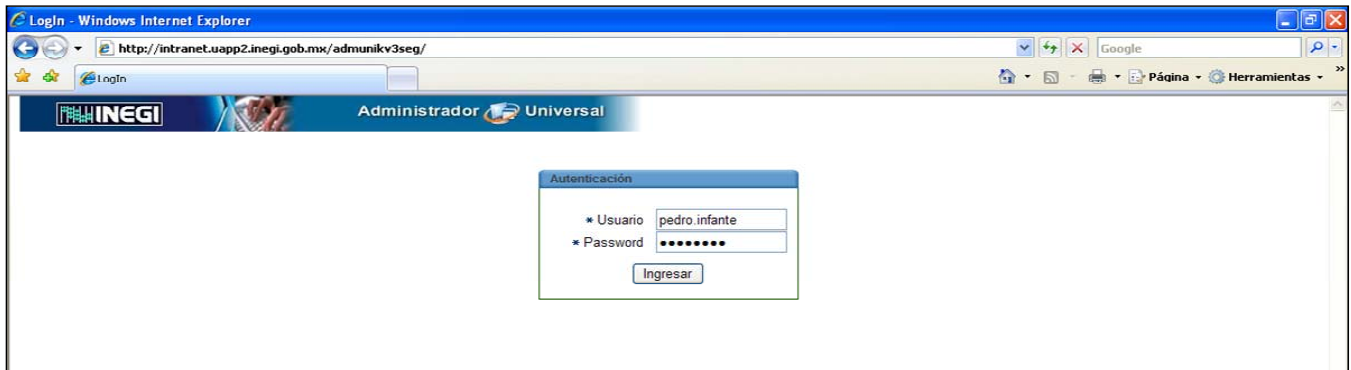 LogIn - Windows Internet Explorer
http://intranet.uapp2.inegi.gob.mx/admunikv3seg/
Google
LogIn
Página
Herramientas
»
INEGI
Administrador Universal
Autenticación
* Usuario pedro.infante
* Password ••••••••
Ingresar